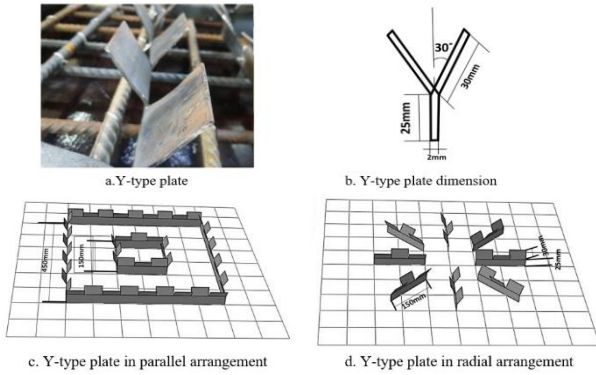 30°
30mm
25mm
2mm
a.Y-type plate
b. Y-type plate dimension
450mm
150mm
30mm
25mm
150mm
c. Y-type plate in parallel arrangement
d. Y-type plate in radial arrangement